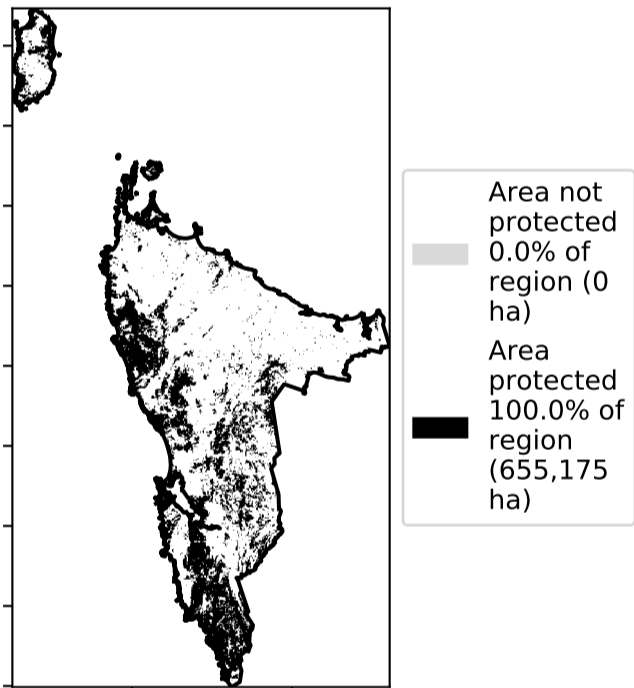 Area not
protected
0.0% of
region (0
ha)
Area
protected
100.0% of
region
(655,175
ha)